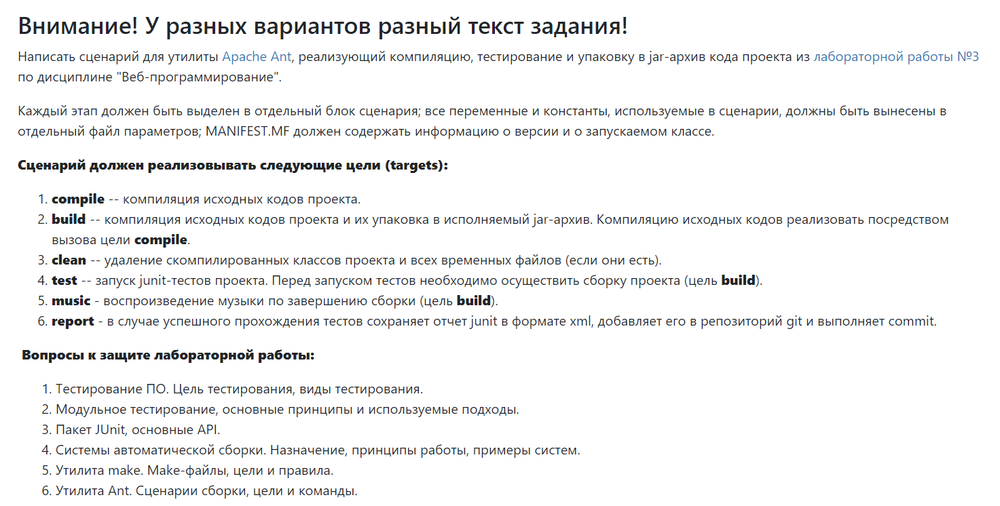 Внимание! У разных вариантов разный текст задания!
Написать сценарий для утилиты Apache Ant, реализующий компиляцию, тестирование и упаковку в jar-архив кода проекта из лабораторной работы №3
по дисциплине "Веб-программирование".
Каждый этап должен быть выделен в отдельный блок сценария; все переменные и константы, используемые в сценарии, должны быть вынесены в
отдельный файл параметров; MANIFEST.MF должен содержать информацию о версии и о запускаемом классе.
Сценарий должен реализовывать следующие цели (targets):
1. compile -- компиляция исходных кодов проекта.
2. build -- компиляция исходных кодов проекта и их упаковка в исполняемый jar-архив. Компиляцию исходных кодов реализовать посредством
вызова цели compile.
3. clean -- удаление скомпилированных классов проекта и всех временных файлов (если они есть).
4. test -- запуск junit-тестов проекта. Перед запуском тестов необходимо осуществить сборку проекта (цель build).
5. music - воспроизведение музыки по завершению сборки (цель build).
6. report - в случае успешного прохождения тестов сохраняет отчет junit в формате xml, добавляет его в репозиторий git и выполняет commit.
Вопросы к защите лабораторной работы:
1. Тестирование ПО. Цель тестирования, виды тестирования.
2. Модульное тестирование, основные принципы и используемые подходы.
3. Пакет JUnit, основные API.
4. Системы автоматической сборки. Назначение, принципы работы, примеры систем.
5. Утилита make. Make-файлы, цели и правила.
6. Утилита Ant. Сценарии сборки, цели и команды.